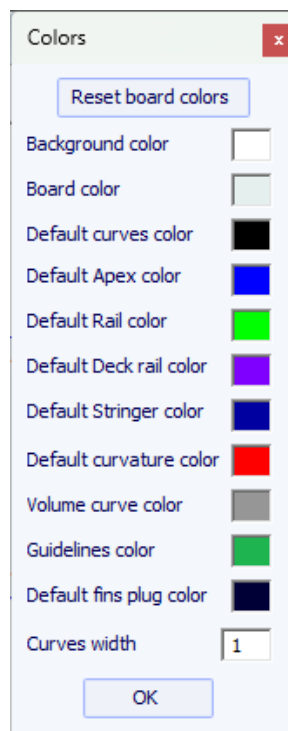 Colors
x
Reset board colors
Background color
Board color
Default curves color
Default Apex color
Default Rail color
Default Deck rail color
Default Stringer color
Default curvature color
Volume curve color
Guidelines color
Default fins plug color
Curves width 1
OK